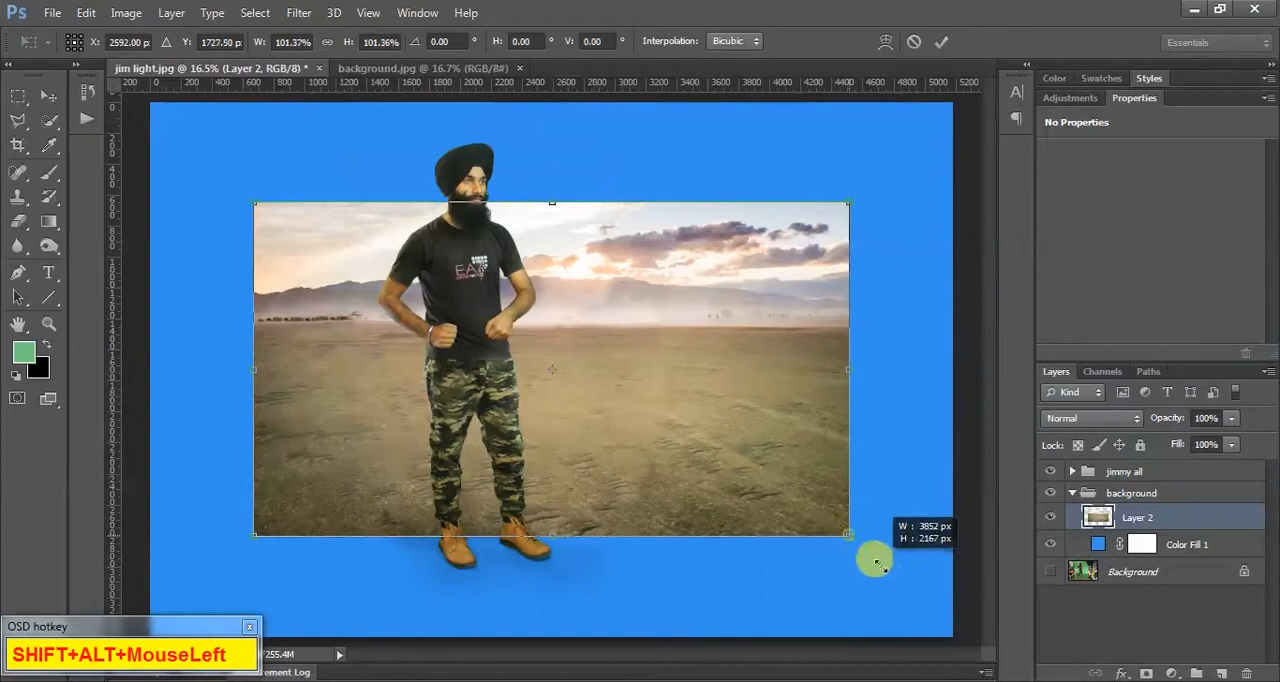 Ps File Edit Image Layer Type Select Filter 3D View Window Help
X: 2592.00 px Y: 1727.50 px W: 101.37% H: 101.36% 0.00 ° H: 0.00 ° V: 0.00 ° Interpolation: Bicubic Essentials
jim light.jpg @ 16.5% (Layer 2, RGB/8) * × background.jpg @ 16.7% (RGB/8#) ×
200 0 200 400 600 800 1000 1200 1400 1600 1800 2000 2200 2400 2600 2800 3000 3200 3400 3600 3800 4000 4200 4400 4600 4800 5000 5200
Color Swatches Styles
Adjustments Properties
No Properties
EA7
W : 3852 px
H : 2167 px
Layers Channels Paths
Kind
Normal Opacity: 100%
Lock: Fill: 100%
jimmy all
background
Layer 2
Color Fill 1
Background
OSD hotkey
SHIFT+ALT+MouseLeft
255.4M
ement Log